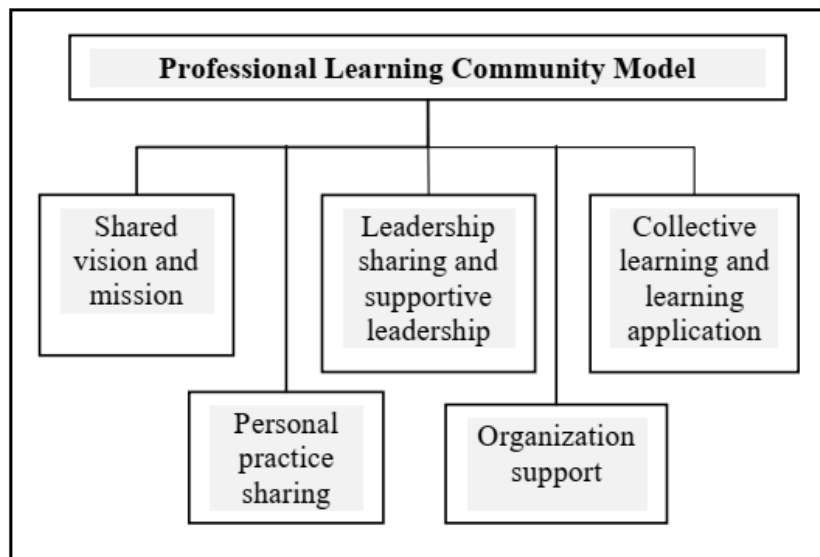 Professional Learning Community Model
Shared
vision and
mission
Leadership
sharing and
supportive
leadership
Collective
learning and
learning
application
Personal
practice
sharing
Organization
support